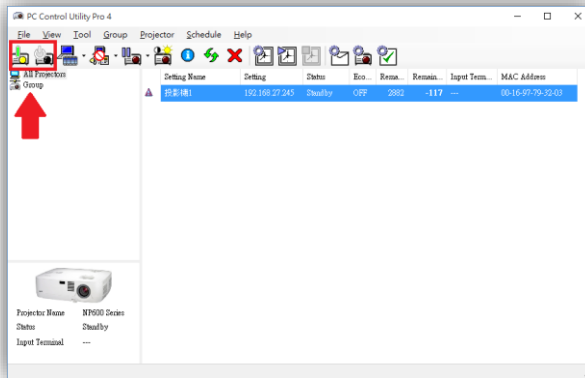 PC Control Utility Pro 4
File View Tool Group Projector Schedule Help
All Projectors
Group
Setting Name Setting Status Eco... Rema... Remain... Input Term... MAC Address
投影機1 192.168.27.245 Standby OFF 2882 -117 --- 00-16-97-79-32-03
Projector Name NP600 Series
Status Standby
Input Terminal ---